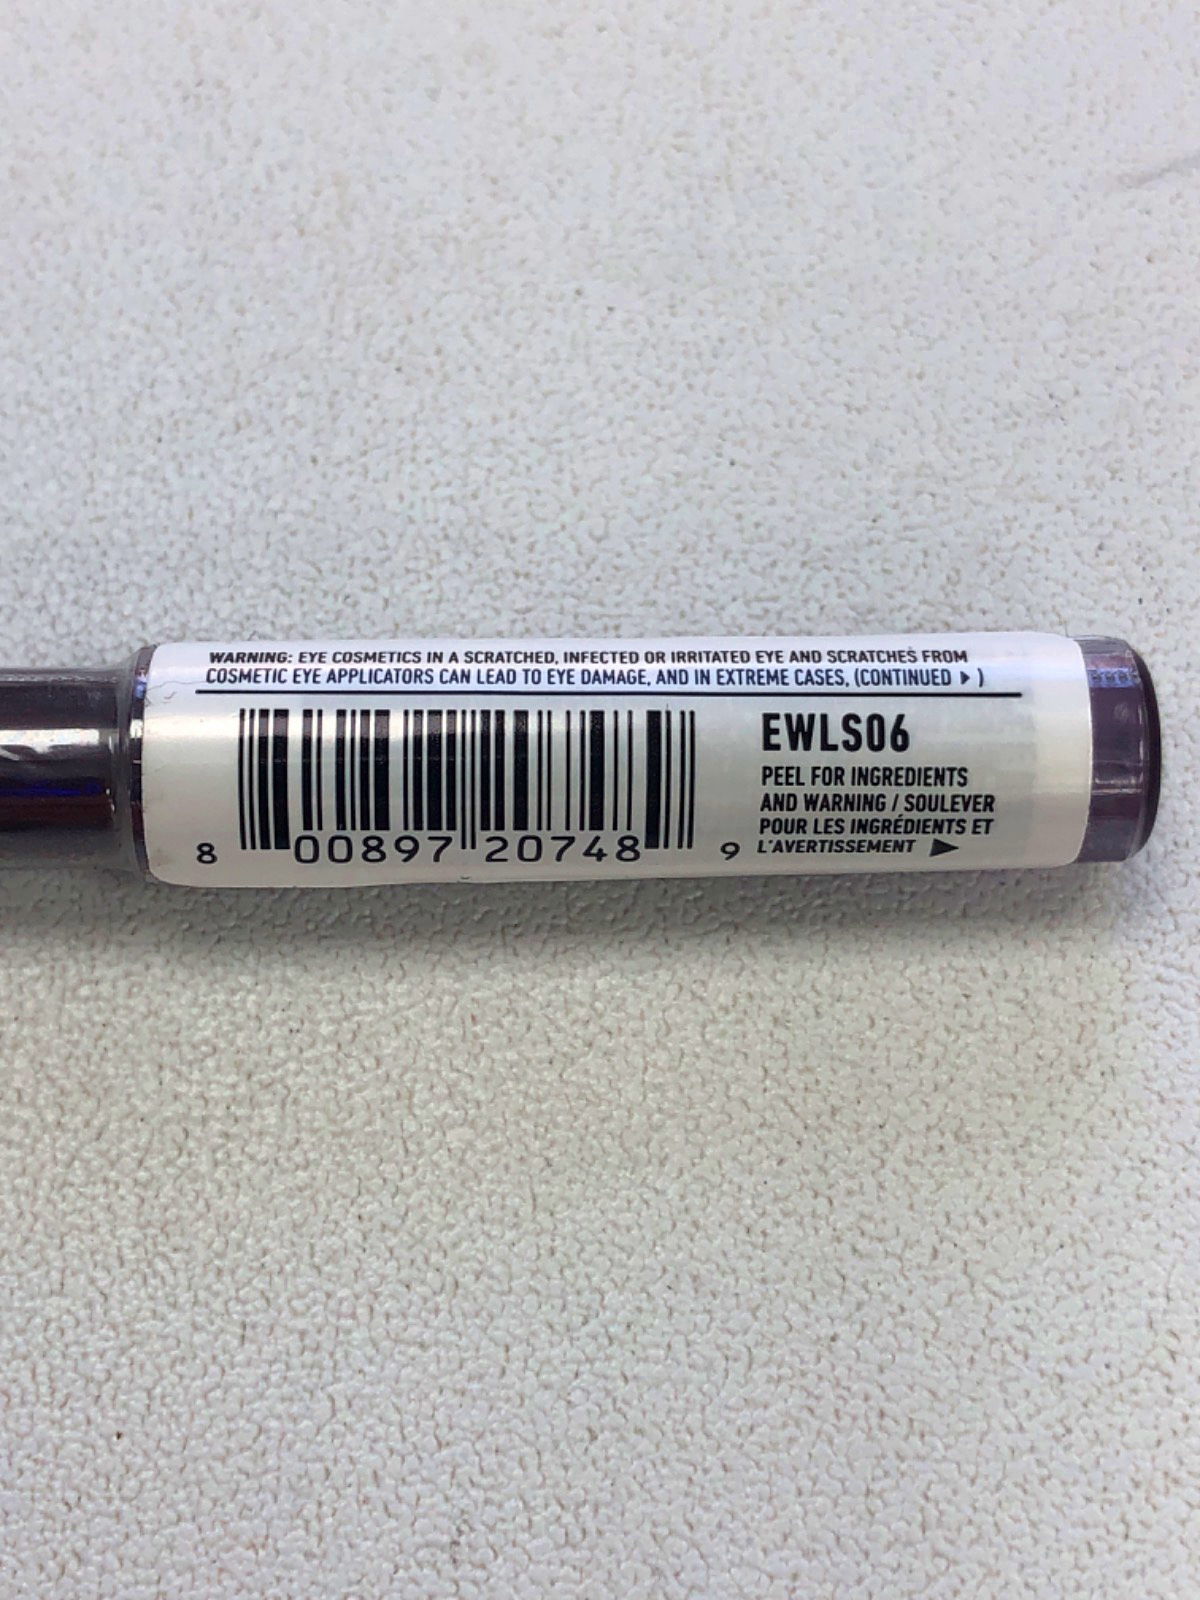 WARNING: EYE COSMETICS IN A SCRATCHED, INFECTED OR IRRITATED EYE AND SCRATCHES FROM
COSMETIC EYE APPLICATORS CAN LEAD TO EYE DAMAGE, AND IN EXTREME CASES, (CONTINUED ▶ )
8 00897 20748 9
EWLS06
PEEL FOR INGREDIENTS
AND WARNING / SOULEVER
POUR LES INGRÉDIENTS ET
L'AVERTISSEMENT ▶